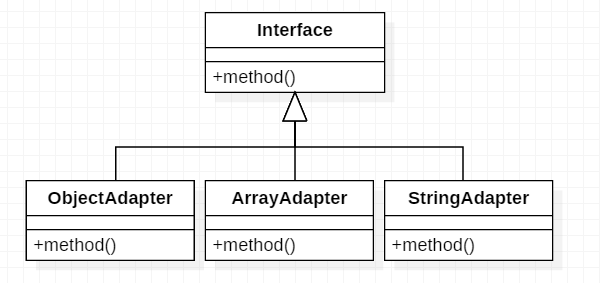 Interface
+method()
ObjectAdapter
ArrayAdapter
StringAdapter
+method()
+method()
+method()